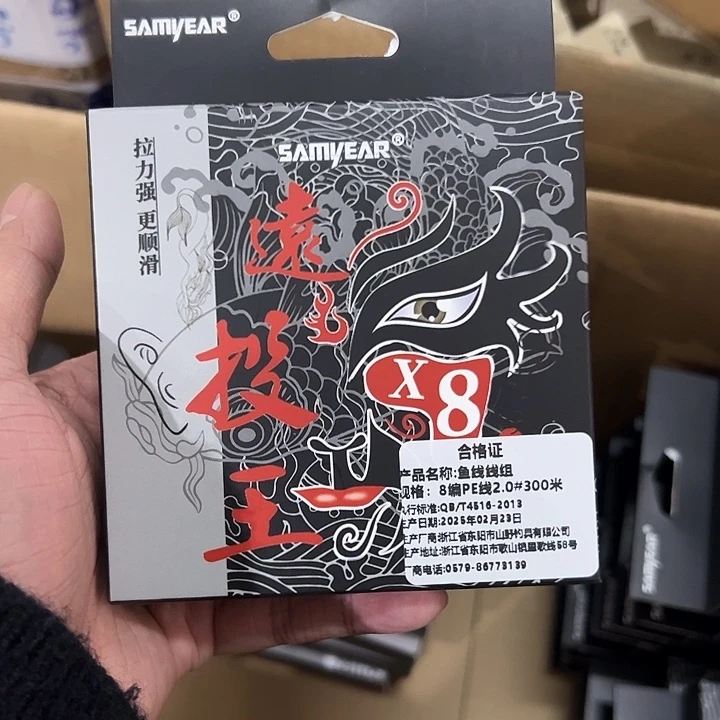 SAMYEAR®
SAMYEAR®
拉力强 更顺滑
遠
投
王
X8
合格证
产品名称:鱼线线组
规格: 8编PE线2.0#300米
执行标准:QB/T4516-2013
生产日期:2025年02月23日
生产厂商:浙江省东阳市山野钓具有限公司
生产地址:浙江省东阳市歌山镇里歌线58号
厂商电话:0579-86773139
SAMYEAR